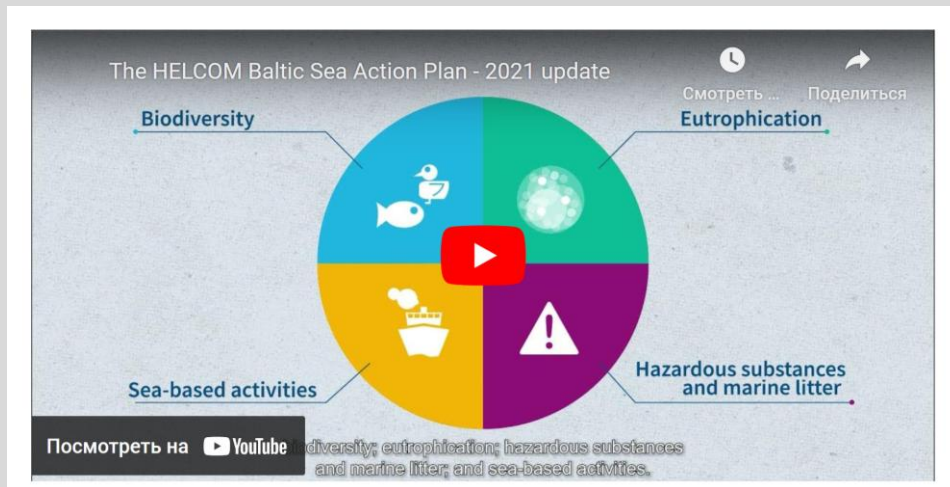 The HELCOM Baltic Sea Action Plan - 2021 update
Смотреть ...
Поделиться
Biodiversity
Eutrophication
Sea-based activities
Hazardous substances
and marine litter
Посмотреть на YouTube
eutrophication; hazardous substances
and marine litter; and sea-based activities.